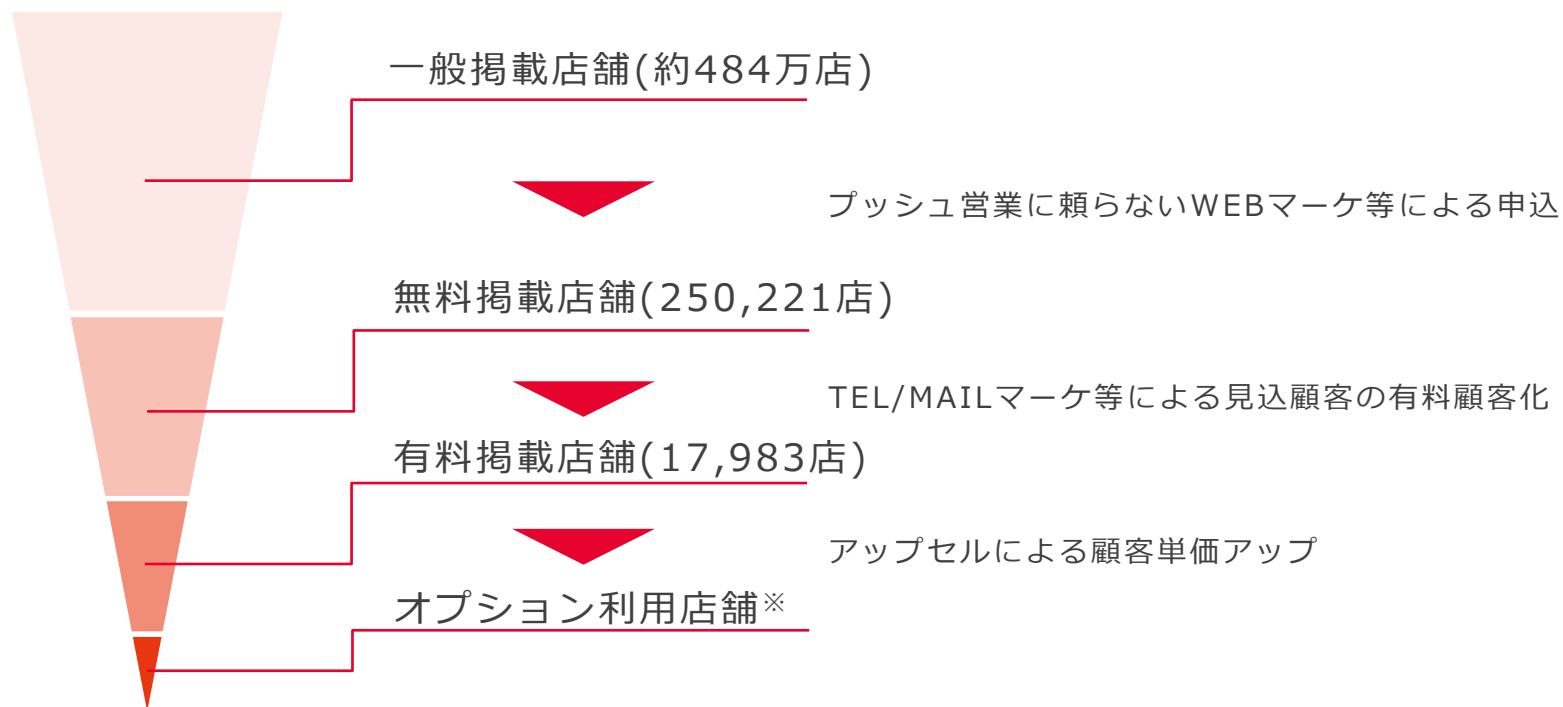 一般掲載店舗(約484万店)
プッシュ営業に頼らないWEBマーケ等による申込
無料掲載店舗(250,221店)
TEL/MAILマーケ等による見込顧客の有料顧客化
有料掲載店舗(17,983店)
アップセルによる顧客単価アップ
オプション利用店舗※